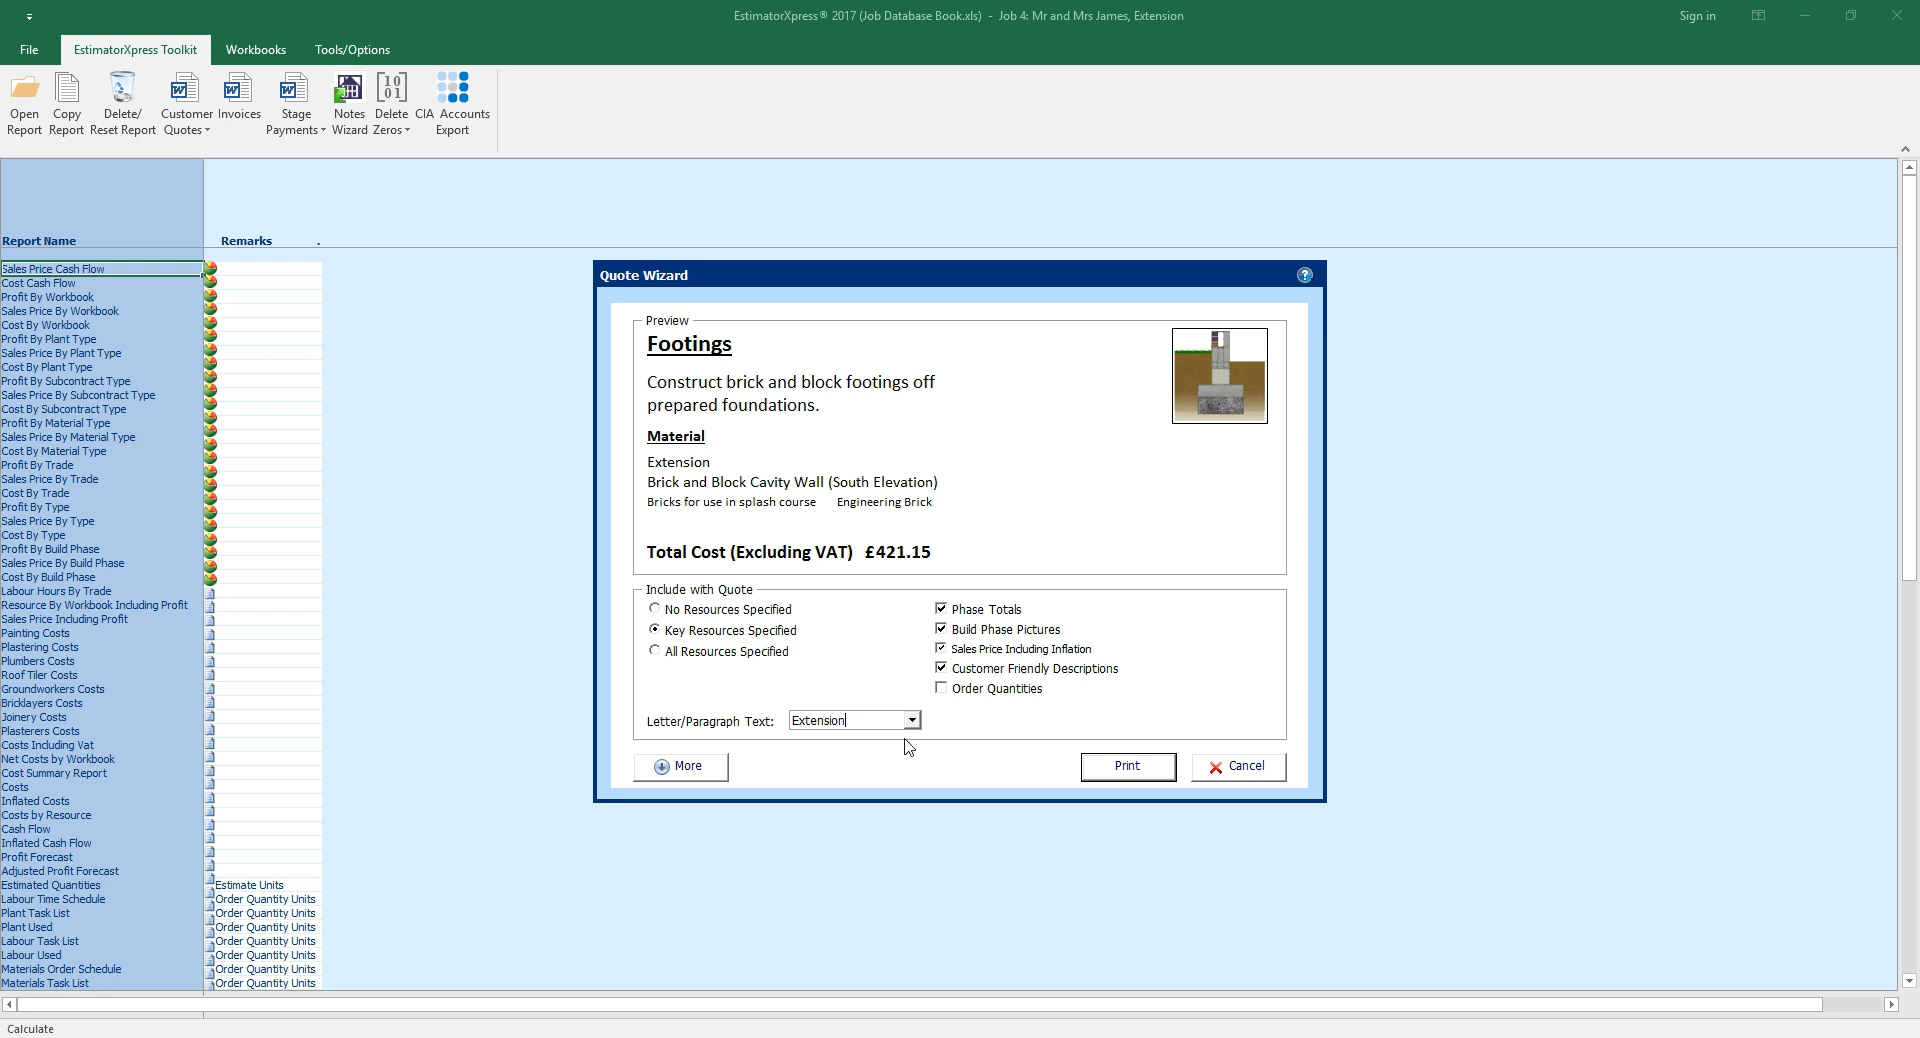 EstimatorXpress® 2017 (Job Database Book.xls) - Job 4: Mr and Mrs James, Extension
Sign in
File
EstimatorXpress Toolkit
Workbooks
Tools/Options
Open Report
Copy Report
Delete/ Reset Report
Customer Quotes
Invoices
Stage Payments
Notes Wizard
Delete Zeros
CIA Accounts Export
Report Name
Remarks .
Sales Price Cash Flow
Cost Cash Flow
Profit By Workbook
Sales Price By Workbook
Cost By Workbook
Profit By Plant Type
Sales Price By Plant Type
Cost By Plant Type
Profit By Subcontract Type
Sales Price By Subcontract Type
Cost By Subcontract Type
Profit By Material Type
Sales Price By Material Type
Cost By Material Type
Profit By Trade
Sales Price By Trade
Cost By Trade
Profit By Type
Sales Price By Type
Cost By Type
Profit By Build Phase
Sales Price By Build Phase
Cost By Build Phase
Labour Hours By Trade
Resource By Workbook Including Profit
Sales Price Including Profit
Painting Costs
Plastering Costs
Plumbers Costs
Roof Tiler Costs
Groundworkers Costs
Bricklayers Costs
Joinery Costs
Plasterers Costs
Costs Including Vat
Net Costs by Workbook
Cost Summary Report
Costs
Inflated Costs
Costs by Resource
Cash Flow
Inflated Cash Flow
Profit Forecast
Adjusted Profit Forecast
Estimated Quantities Estimate Units
Labour Time Schedule Order Quantity Units
Plant Task List Order Quantity Units
Plant Used Order Quantity Units
Labour Task List Order Quantity Units
Labour Used Order Quantity Units
Materials Order Schedule Order Quantity Units
Materials Task List Order Quantity Units
Quote Wizard
Preview
Footings
Construct brick and block footings off
prepared foundations.
Material
Extension
Brick and Block Cavity Wall (South Elevation)
Bricks for use in splash course Engineering Brick
Total Cost (Excluding VAT) £421.15
Include with Quote
No Resources Specified
Key Resources Specified
All Resources Specified
Phase Totals
Build Phase Pictures
Sales Price Including Inflation
Customer Friendly Descriptions
Order Quantities
Letter/Paragraph Text: Extension
More
Print
Cancel
Calculate